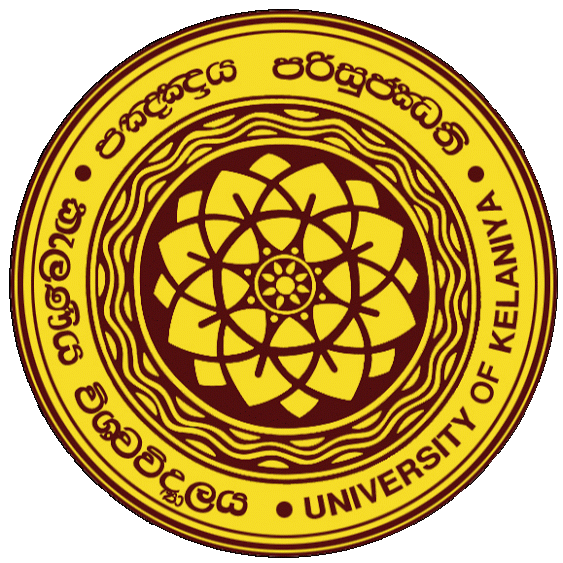 පඤ්ඤාය පරිසුජ්ඣති
කැලණිය විශ්වවිද්‍යාලය
UNIVERSITY OF KELANIYA